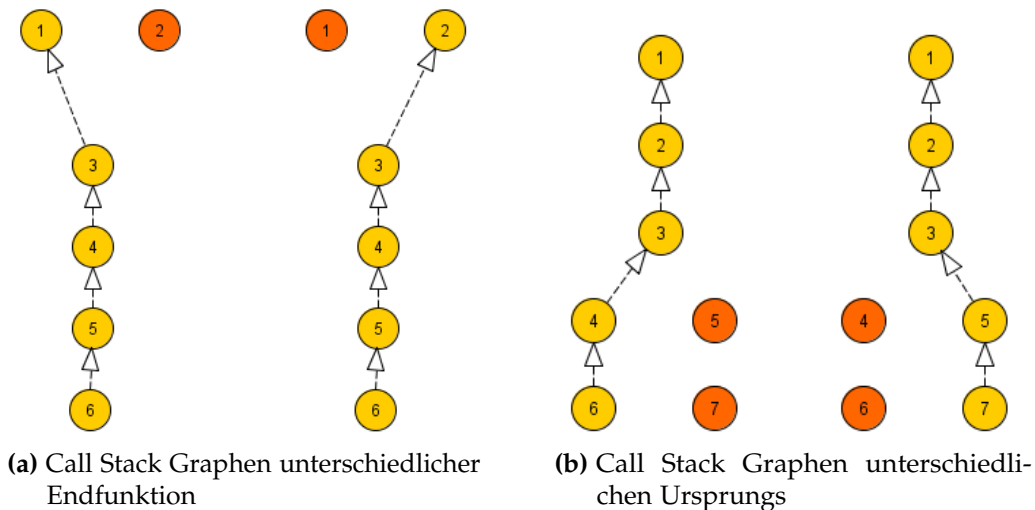 1 2 1 2
3 3
4 4
5 5
6 6
(a) Call Stack Graphen unterschiedlicher
Endfunktion
1 1
2 2
3 3
4 5 4 5
6 7 6 7
(b) Call Stack Graphen unterschiedli-
chen Ursprungs